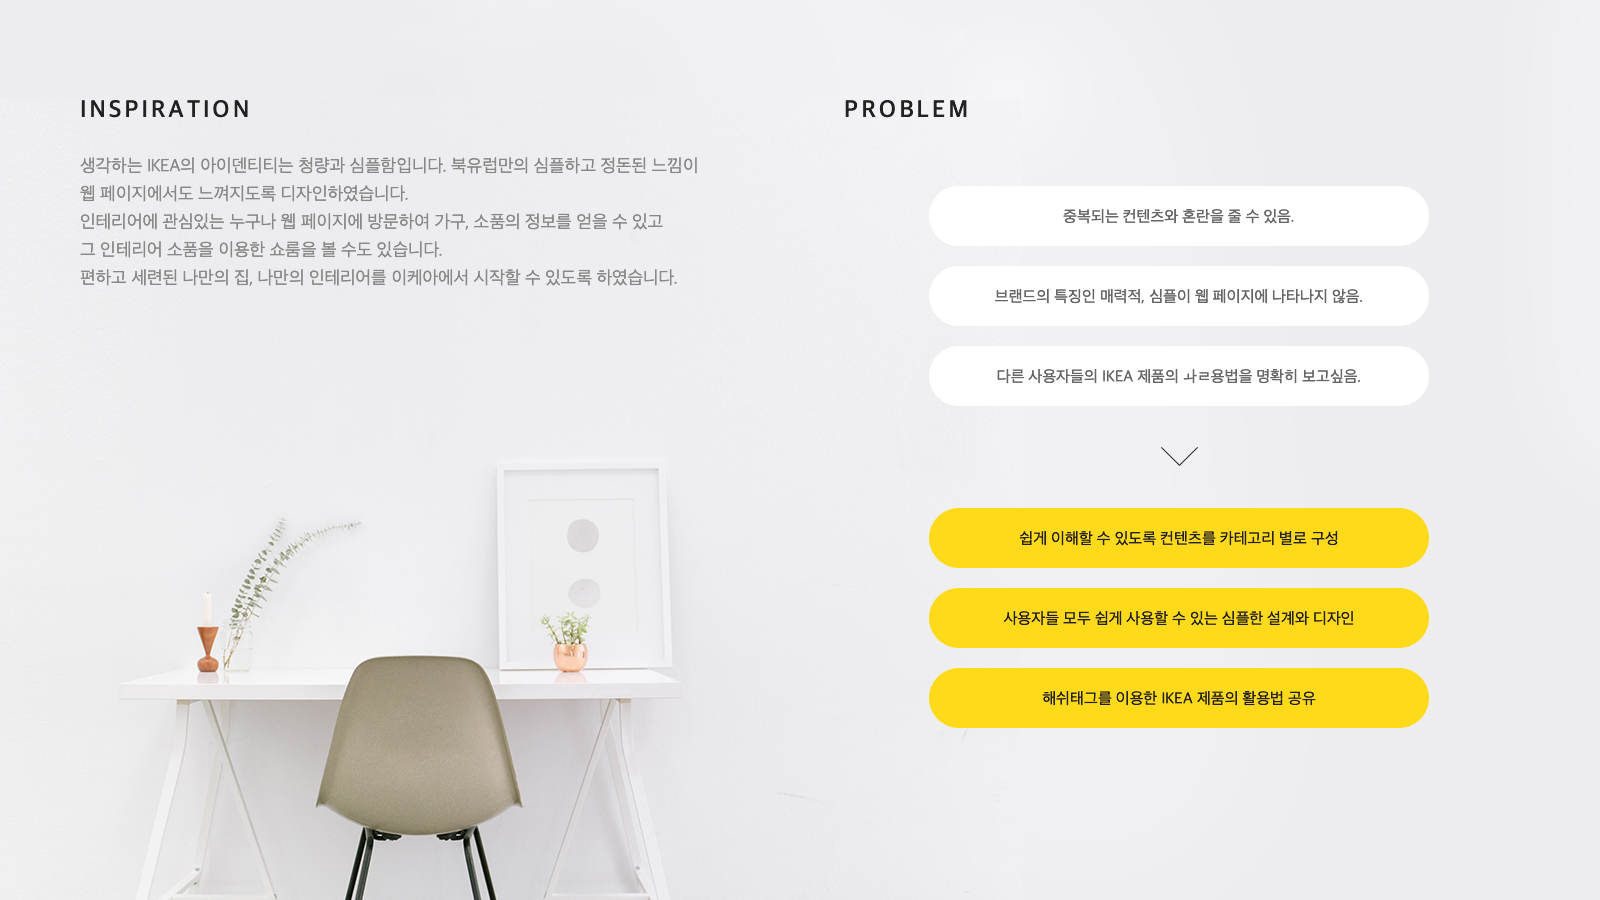 INSPIRATION
생각하는 IKEA의 아이덴티티는 청량과 심플함입니다. 북유럽만의 심플하고 정돈된 느낌이
웹 페이지에서도 느껴지도록 디자인하였습니다.
인테리어에 관심있는 누구나 웹 페이지에 방문하여 가구, 소품의 정보를 얻을 수 있고
그 인테리어 소품을 이용한 쇼룸을 볼 수도 있습니다.
편하고 세련된 나만의 집, 나만의 인테리어를 이케아에서 시작할 수 있도록 하였습니다.
PROBLEM
중복되는 컨텐츠와 혼란을 줄 수 있음.
브랜드의 특징인 매력적, 심플이 웹 페이지에 나타나지 않음.
다른 사용자들의 IKEA 제품의 ㅘㄹ용법을 명확히 보고싶음.
쉽게 이해할 수 있도록 컨텐츠를 카테고리 별로 구성
사용자들 모두 쉽게 사용할 수 있는 심플한 설계와 디자인
해쉬태그를 이용한 IKEA 제품의 활용법 공유